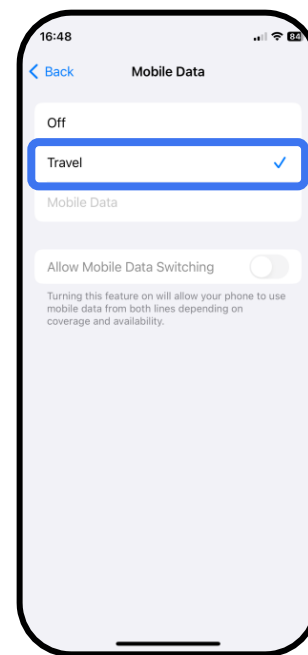 16:48
84
Back
Mobile Data
Off
Travel
Mobile Data
Allow Mobile Data Switching
Turning this feature on will allow your phone to use
mobile data from both lines depending on
coverage and availability.